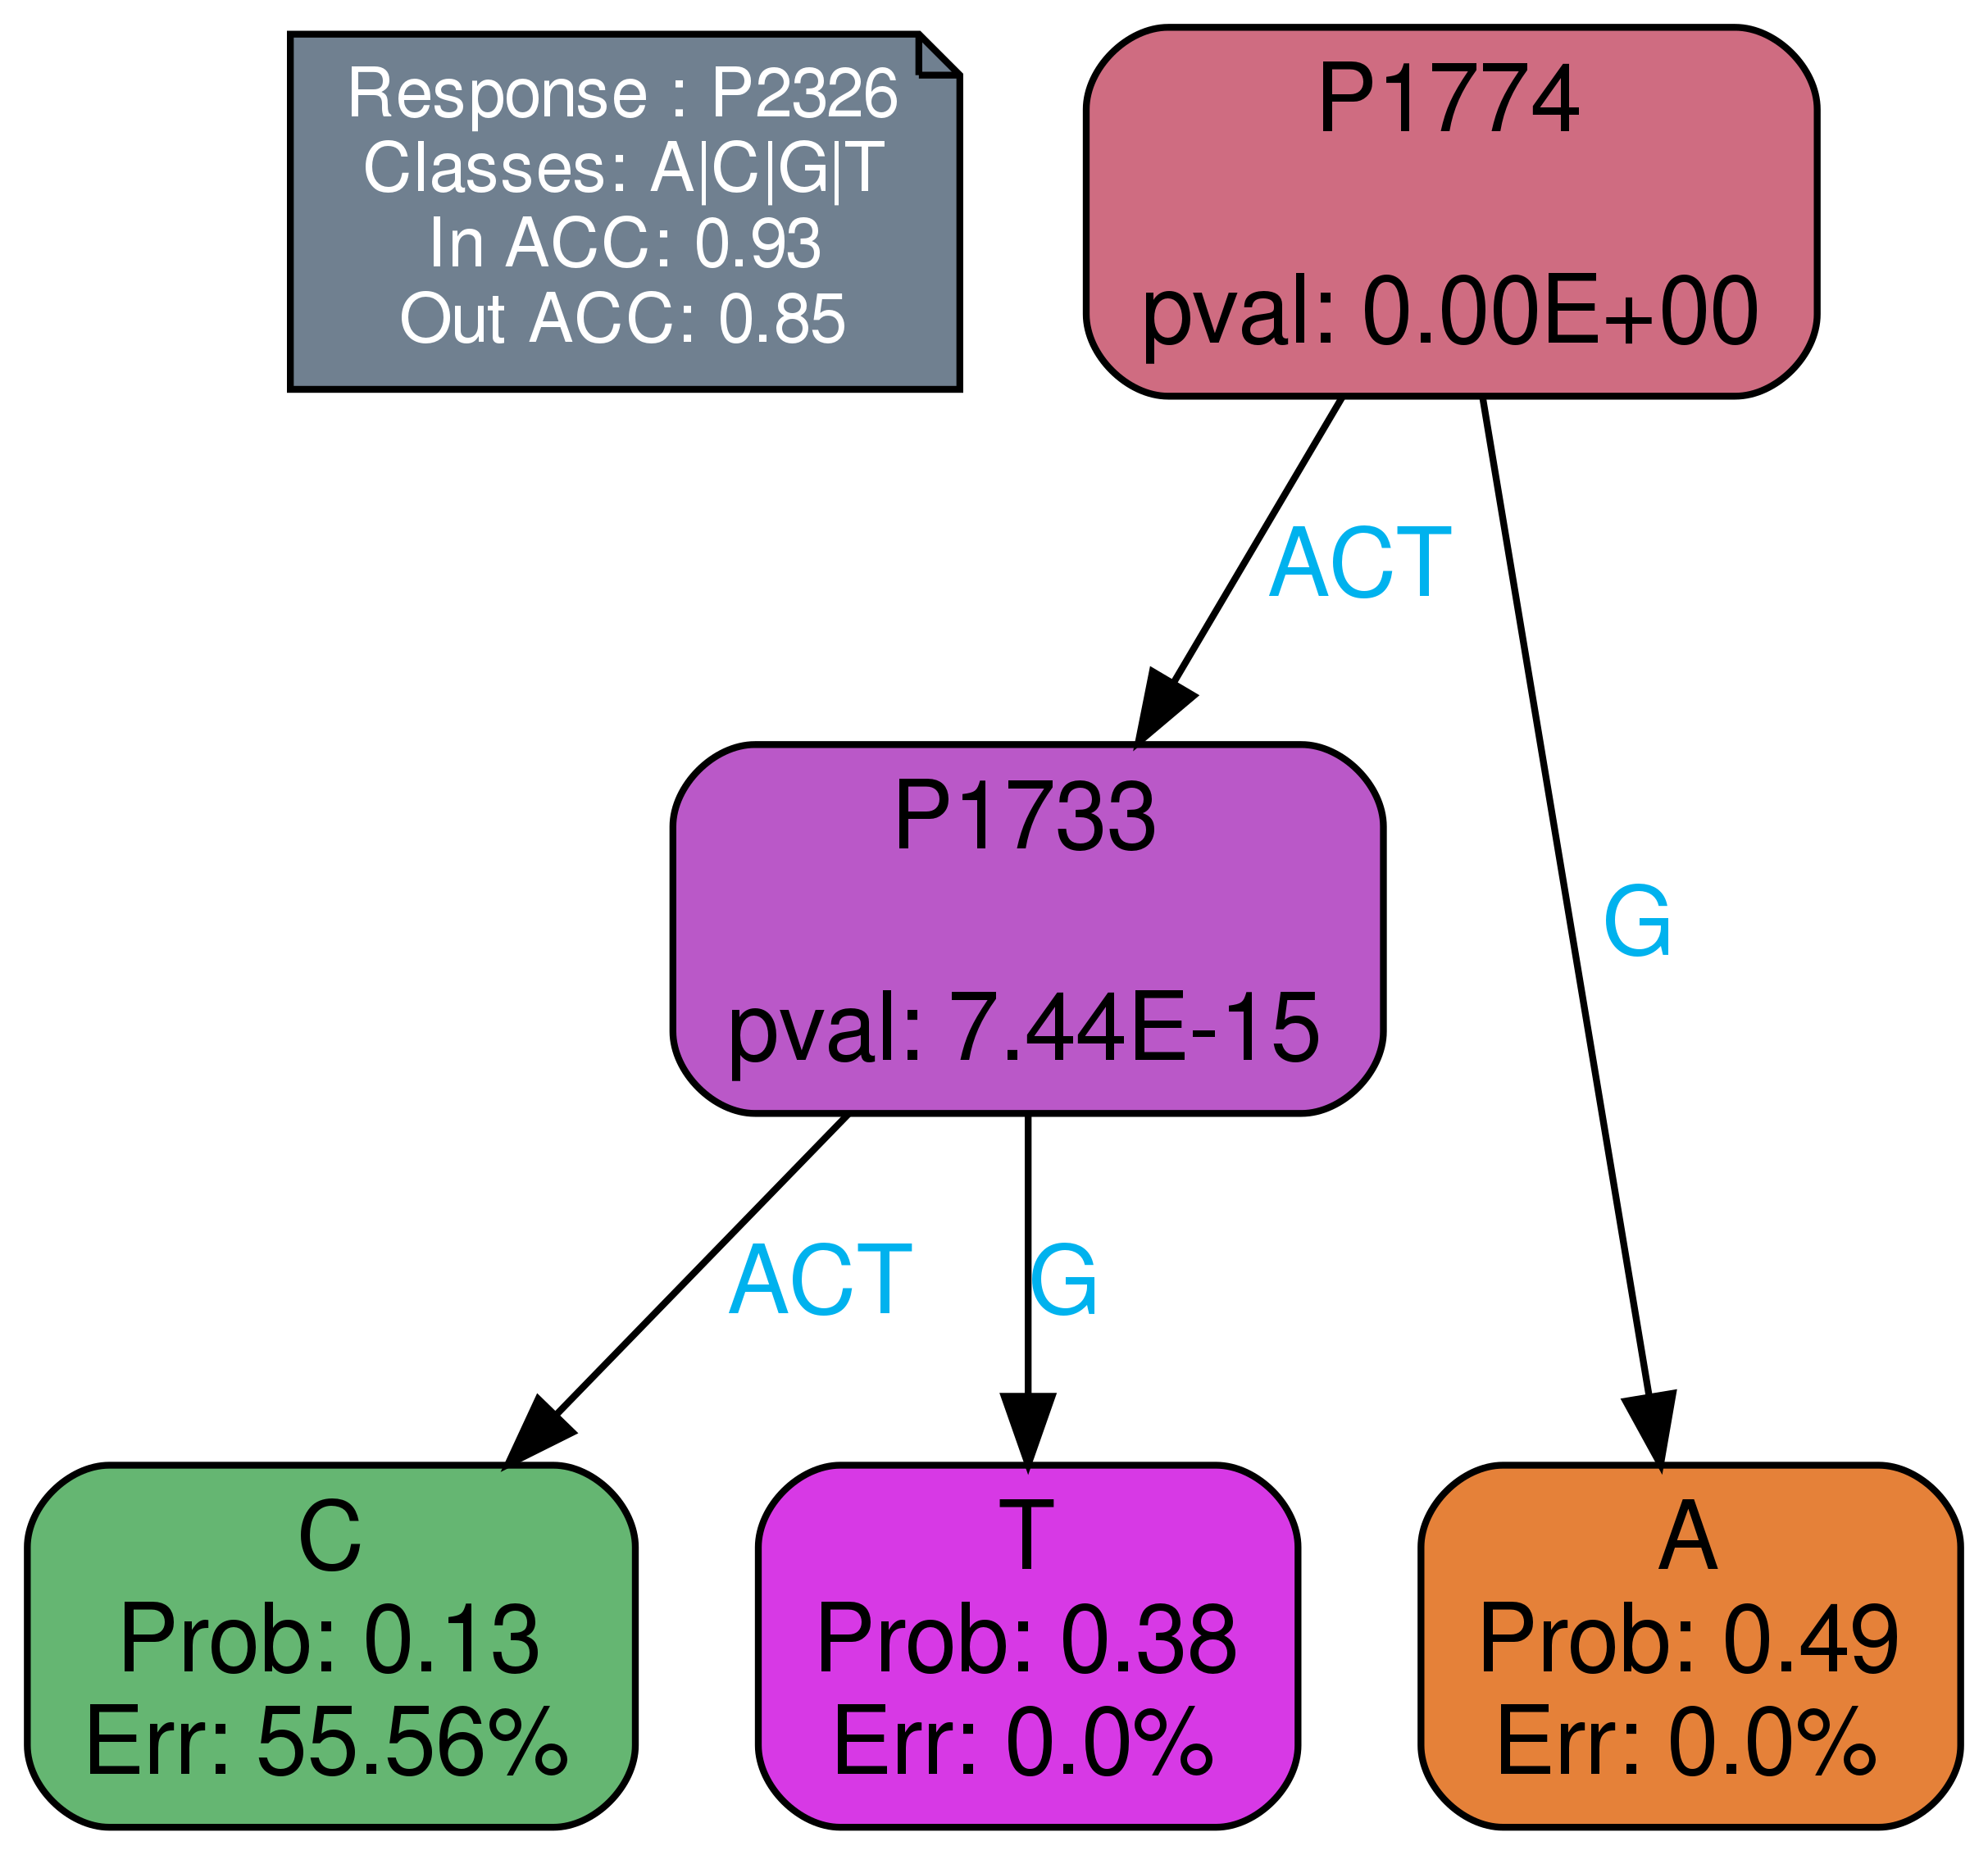 Response : P2326
Classes: A|C|G|T
In ACC: 0.93
Out ACC: 0.85
P1774
pval: 0.00E+00
ACT
P1733
pval: 7.44E-15
G
ACT
G
C
Prob: 0.13
Err: 55.56%
T
Prob: 0.38
Err: 0.0%
A
Prob: 0.49
Err: 0.0%